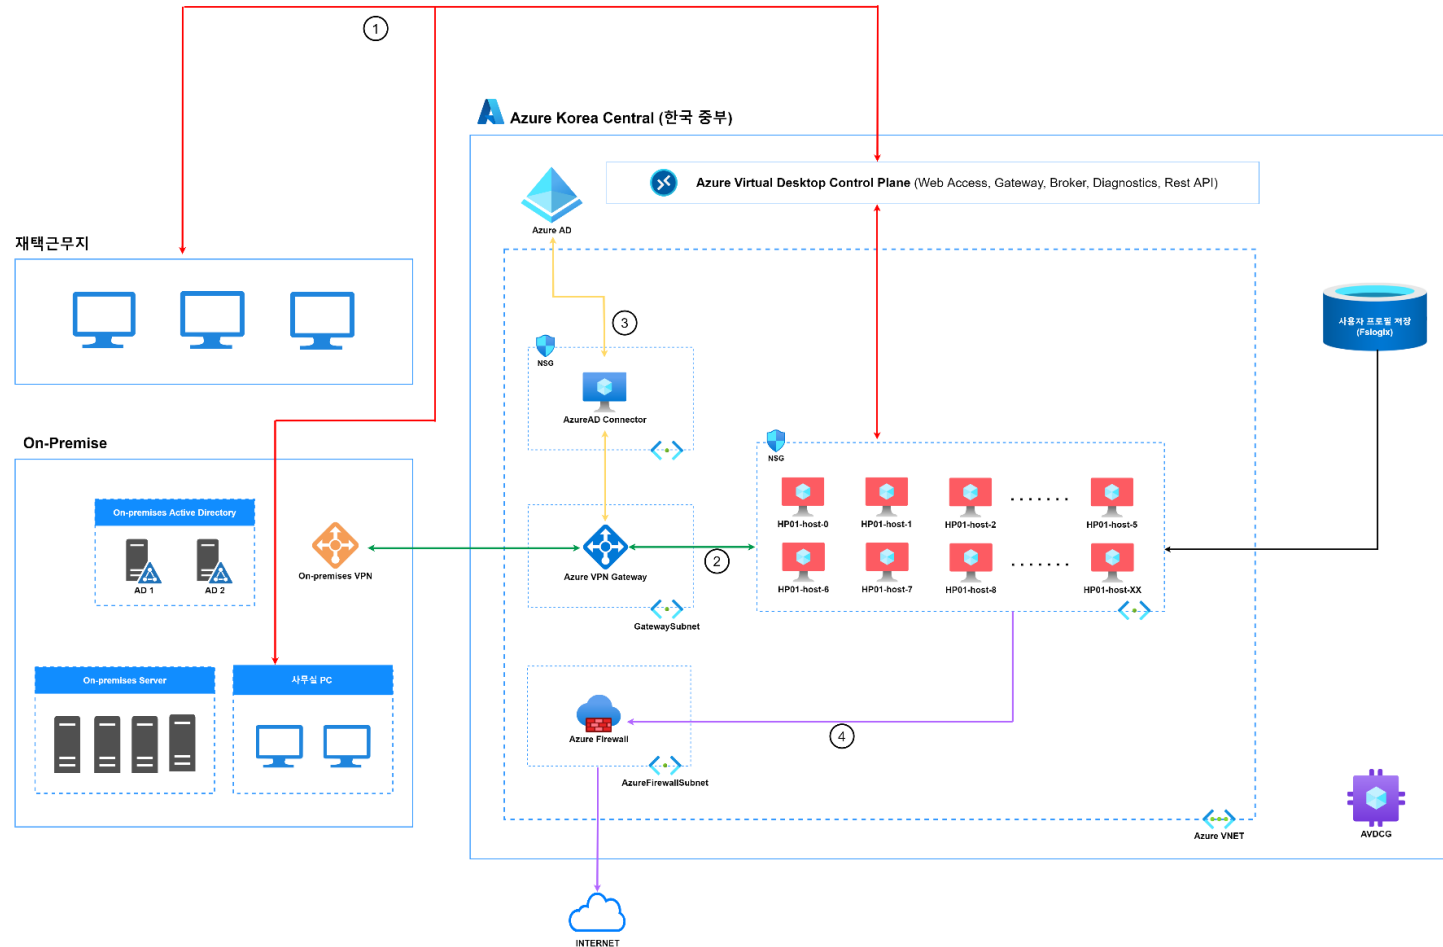 1
Azure Korea Central (한국 중부)
Azure Virtual Desktop Control Plane (Web Access, Gateway, Broker, Diagnostics, Rest API)
Azure AD
재택근무지
3
사용자 프로필 저장
(Fslogix)
NSG
AzureAD Connector
On-Premise
NSG
HP01-host-0
HP01-host-1
HP01-host-2
.......
HP01-host-5
On-premises Active Directory
AD 1
AD 2
On-premises VPN
Azure VPN Gateway
2
HP01-host-6
HP01-host-7
HP01-host-8
.......
HP01-host-XX
GatewaySubnet
On-premises Server
사무실 PC
Azure Firewall
4
AzureFirewallSubnet
Azure VNET
AVDCG
INTERNET